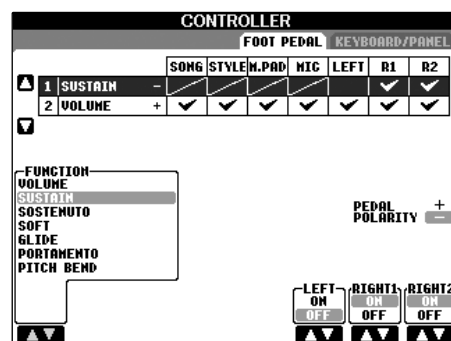 CONTROLLER
FOOT PEDAL KEYBOARD/PANEL
SONG STYLE M.PAD MIC LEFT R1 R2
1 SUSTAIN -
2 VOLUME +
FUNCTION
VOLUME
SUSTAIN
SOSTENUTO
SOFT
GLIDE
PORTAMENTO
PITCH BEND
PEDAL +
POLARITY -
LEFT RIGHT1 RIGHT2
ON ON ON
OFF OFF OFF